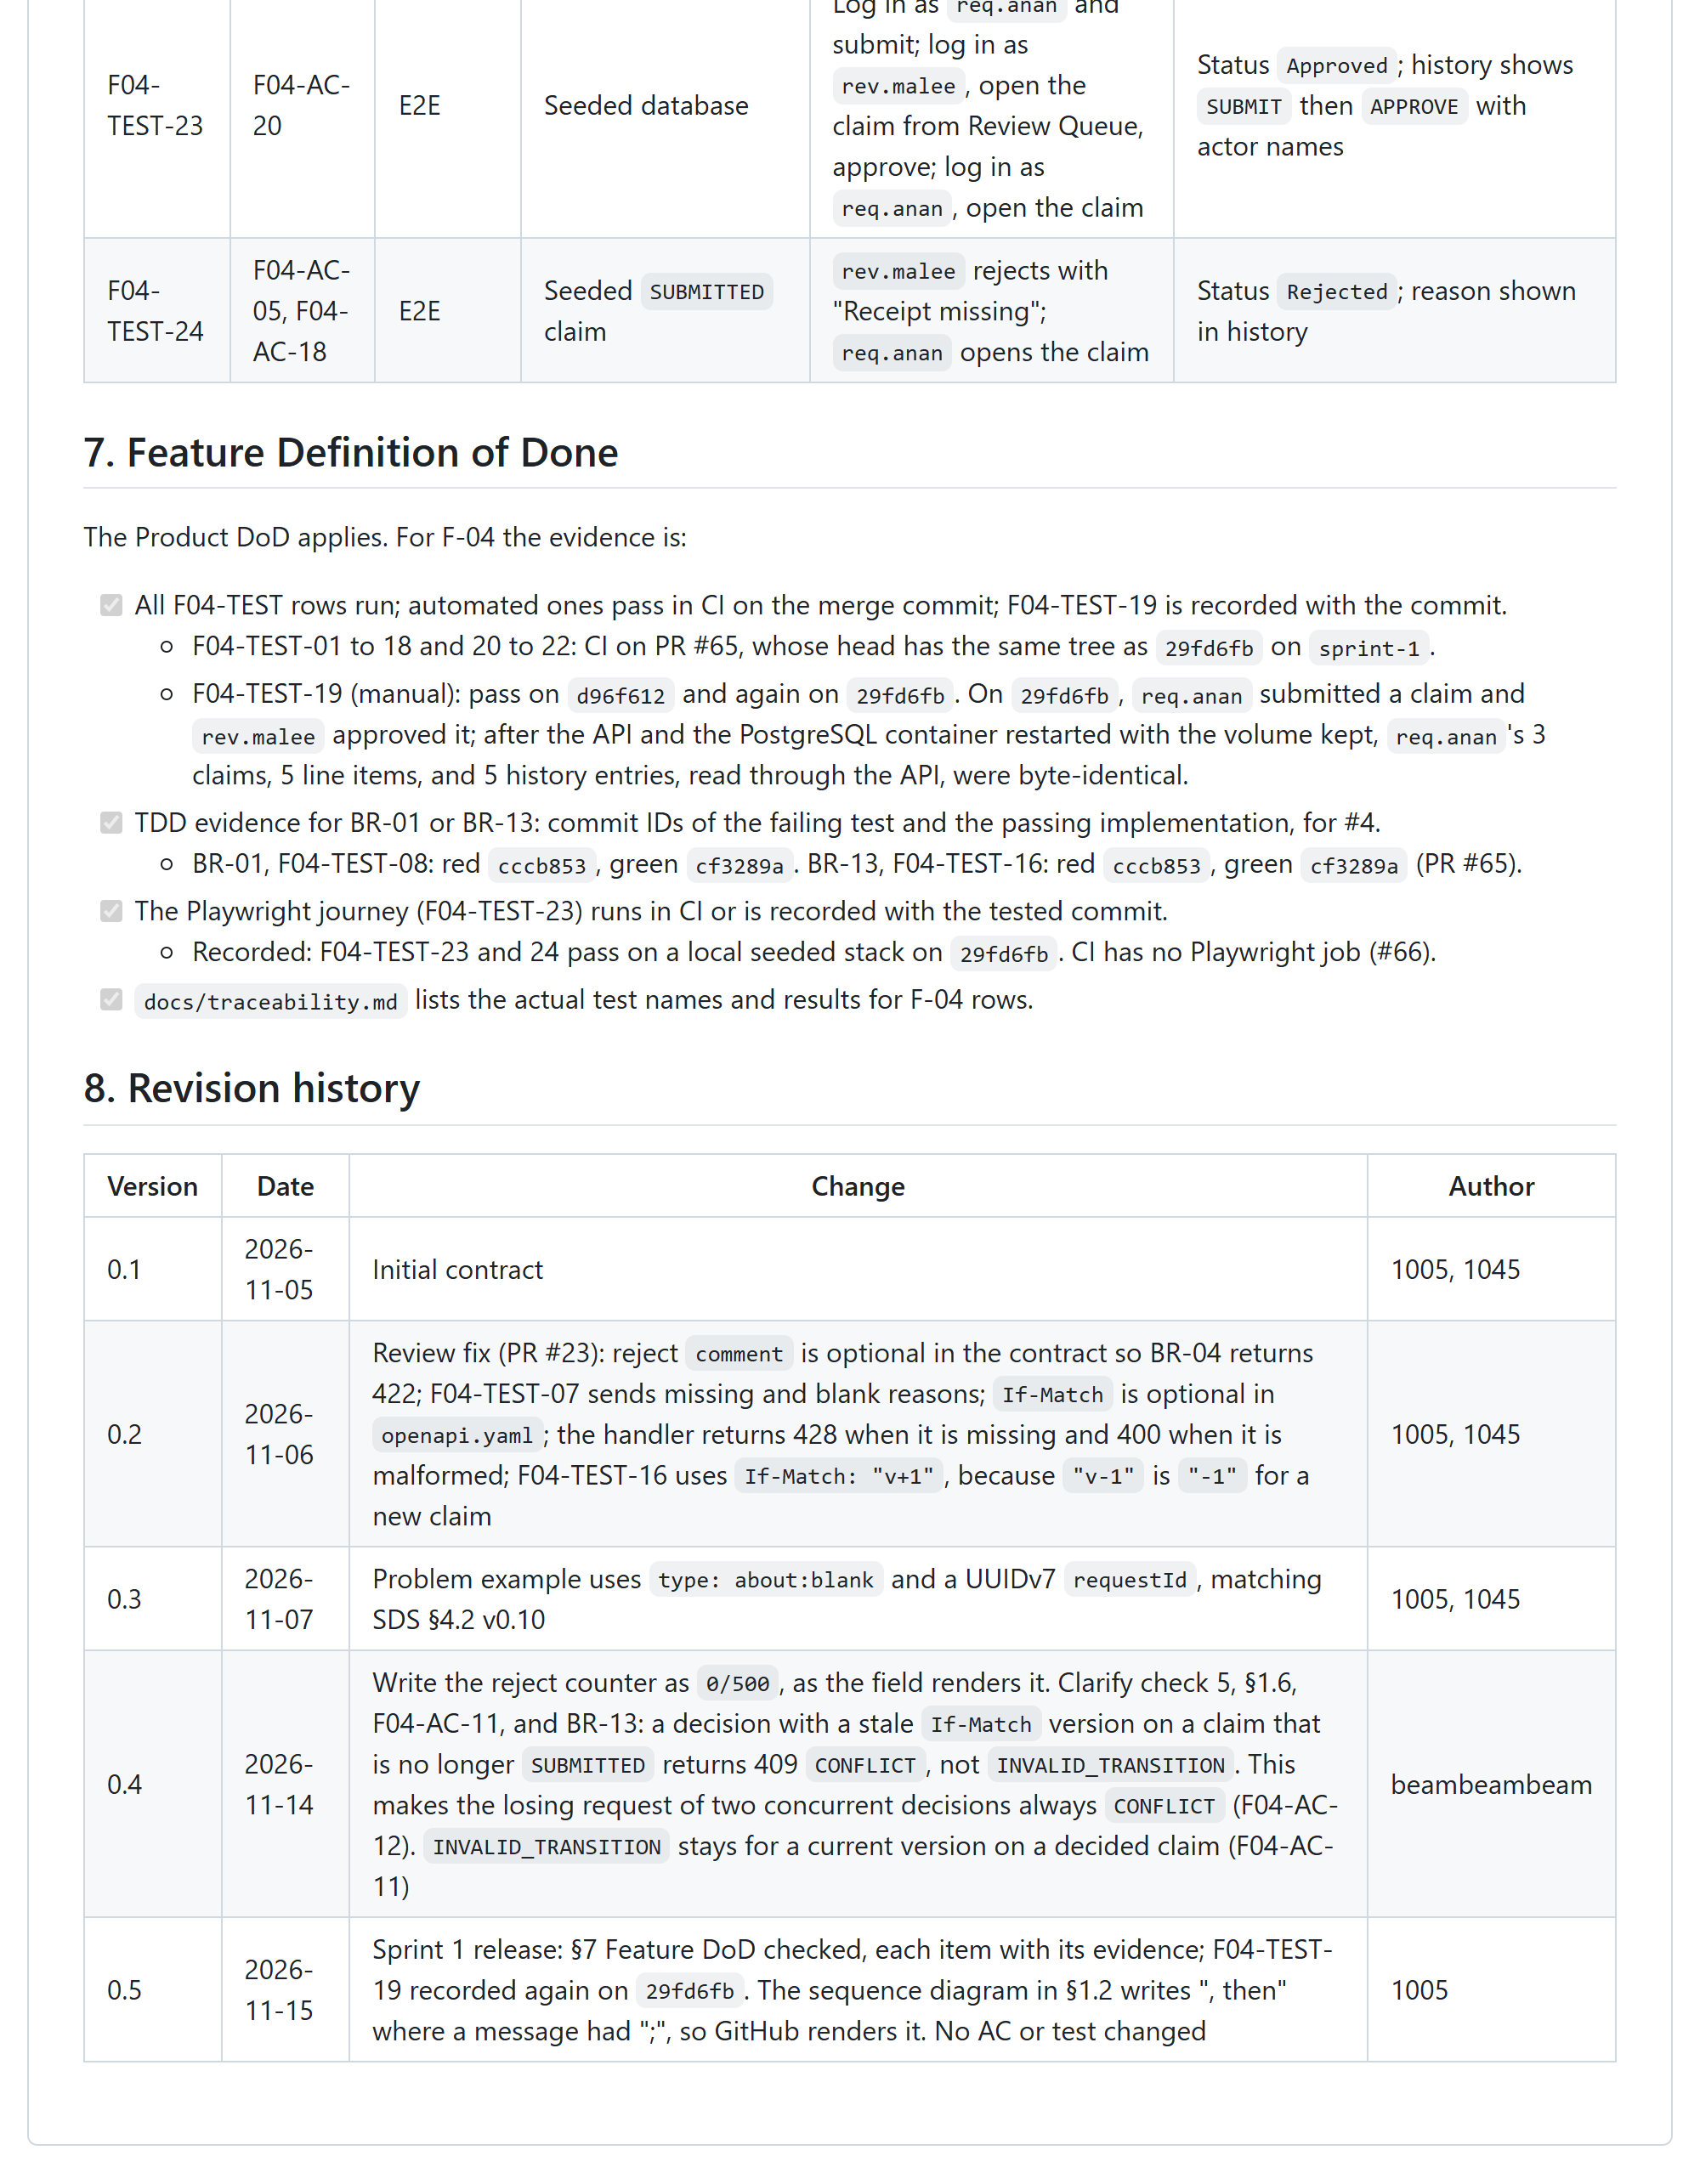 F04-
TEST-23
F04-AC-
20
E2E
Seeded database
Log in as req.anan and
submit; log in as
rev.malee, open the
claim from Review Queue,
approve; log in as
req.anan, open the claim
Status Approved; history shows
SUBMIT then APPROVE with
actor names
F04-
TEST-24
F04-AC-
05, F04-
AC-18
E2E
Seeded SUBMITTED
claim
rev.malee rejects with
"Receipt missing";
req.anan opens the claim
Status Rejected; reason shown
in history
7. Feature Definition of Done
The Product DoD applies. For F-04 the evidence is:
All F04-TEST rows run; automated ones pass in CI on the merge commit; F04-TEST-19 is recorded with the commit.
F04-TEST-01 to 18 and 20 to 22: CI on PR #65, whose head has the same tree as 29fd6fb on sprint-1.
F04-TEST-19 (manual): pass on d96f612 and again on 29fd6fb. On 29fd6fb, req.anan submitted a claim and
rev.malee approved it; after the API and the PostgreSQL container restarted with the volume kept, req.anan's 3
claims, 5 line items, and 5 history entries, read through the API, were byte-identical.
TDD evidence for BR-01 or BR-13: commit IDs of the failing test and the passing implementation, for #4.
BR-01, F04-TEST-08: red cccb853, green cf3289a. BR-13, F04-TEST-16: red cccb853, green cf3289a (PR #65).
The Playwright journey (F04-TEST-23) runs in CI or is recorded with the tested commit.
Recorded: F04-TEST-23 and 24 pass on a local seeded stack on 29fd6fb. CI has no Playwright job (#66).
docs/traceability.md lists the actual test names and results for F-04 rows.
8. Revision history
Version
Date
Change
Author
0.1
2026-
11-05
Initial contract
1005, 1045
0.2
2026-
11-06
Review fix (PR #23): reject comment is optional in the contract so BR-04 returns
422; F04-TEST-07 sends missing and blank reasons; If-Match is optional in
openapi.yaml; the handler returns 428 when it is missing and 400 when it is
malformed; F04-TEST-16 uses If-Match: "v+1", because "v-1" is "-1" for a
new claim
1005, 1045
0.3
2026-
11-07
Problem example uses type: about:blank and a UUIDv7 requestId, matching
SDS §4.2 v0.10
1005, 1045
0.4
2026-
11-14
Write the reject counter as 0/500, as the field renders it. Clarify check 5, §1.6,
F04-AC-11, and BR-13: a decision with a stale If-Match version on a claim that
is no longer SUBMITTED returns 409 CONFLICT, not INVALID_TRANSITION. This
makes the losing request of two concurrent decisions always CONFLICT (F04-AC-
12). INVALID_TRANSITION stays for a current version on a decided claim (F04-AC-
11)
beambeambeam
0.5
2026-
11-15
Sprint 1 release: §7 Feature DoD checked, each item with its evidence; F04-TEST-
19 recorded again on 29fd6fb. The sequence diagram in §1.2 writes ", then"
where a message had ";", so GitHub renders it. No AC or test changed
1005